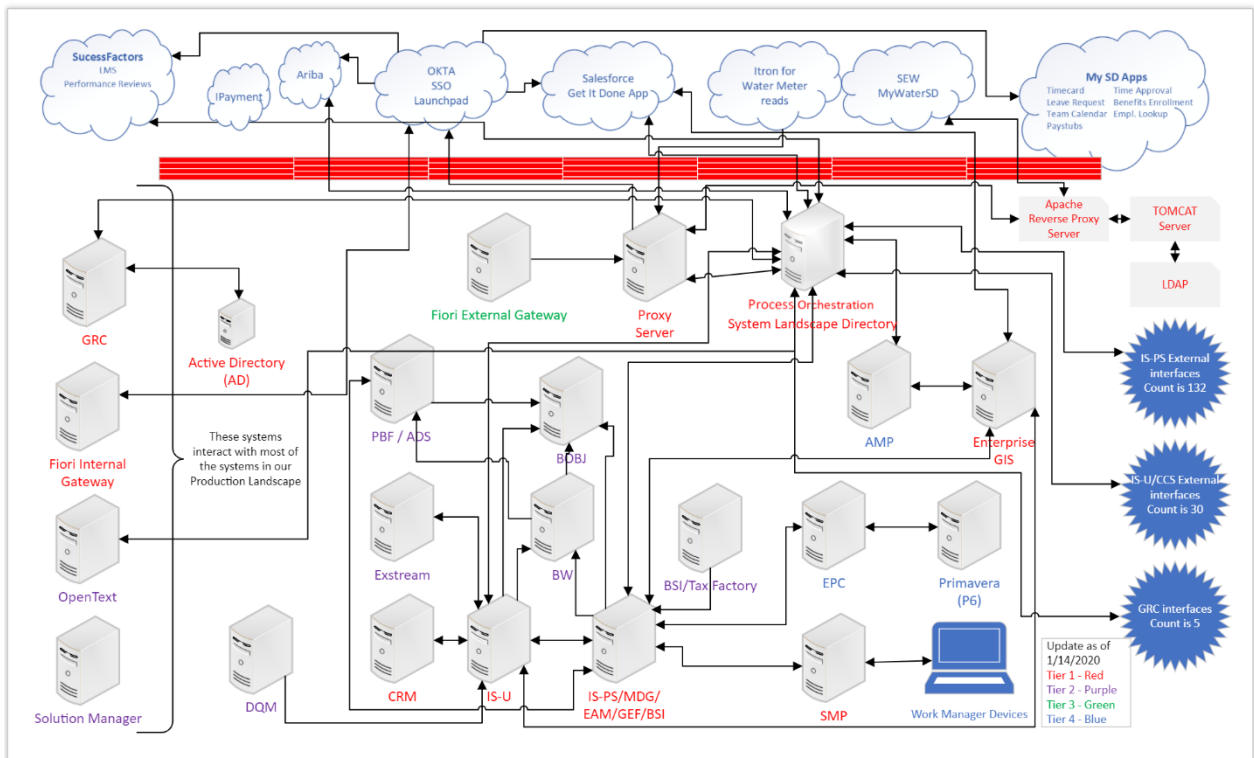 SucessFactors
LMS
Performance Reviews
IPayment
Ariba
OKTA
SSO
Launchpad
Salesforce
Get It Done App
Itron for
Water Meter
reads
SEW
MyWaterSD
My SD Apps
Timecard
Time Approval
Leave Request
Benefits Enrollment
Team Calendar
Empl. Lookup
Paystubs
Apache
Reverse Proxy
Server
TOMCAT
Server
LDAP
GRC
Active Directory
(AD)
Fiori External Gateway
Proxy
Server
Process Orchestration
System Landscape Directory
IS-PS External
interfaces
Count is 132
Fiori Internal
Gateway
These systems
interact with most of
the systems in our
Production Landscape
PBF / ADS
BOBJ
AMP
Enterprise
GIS
IS-U/CCS External
interfaces
Count is 30
OpenText
Exstream
BW
BSI/Tax Factory
EPC
Primavera
(P6)
GRC interfaces
Count is 5
Solution Manager
DQM
CRM
IS-U
IS-PS/MDG/
EAM/GEF/BSI
SMP
Work Manager Devices
Update as of
1/14/2020
Tier 1 - Red
Tier 2 - Purple
Tier 3 - Green
Tier 4 - Blue